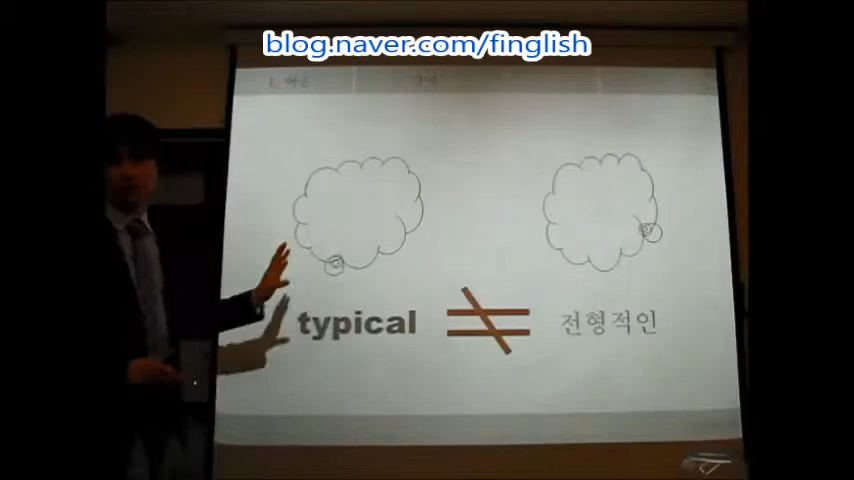 blog.naver.com/finglish
typical ≠ 전형적인